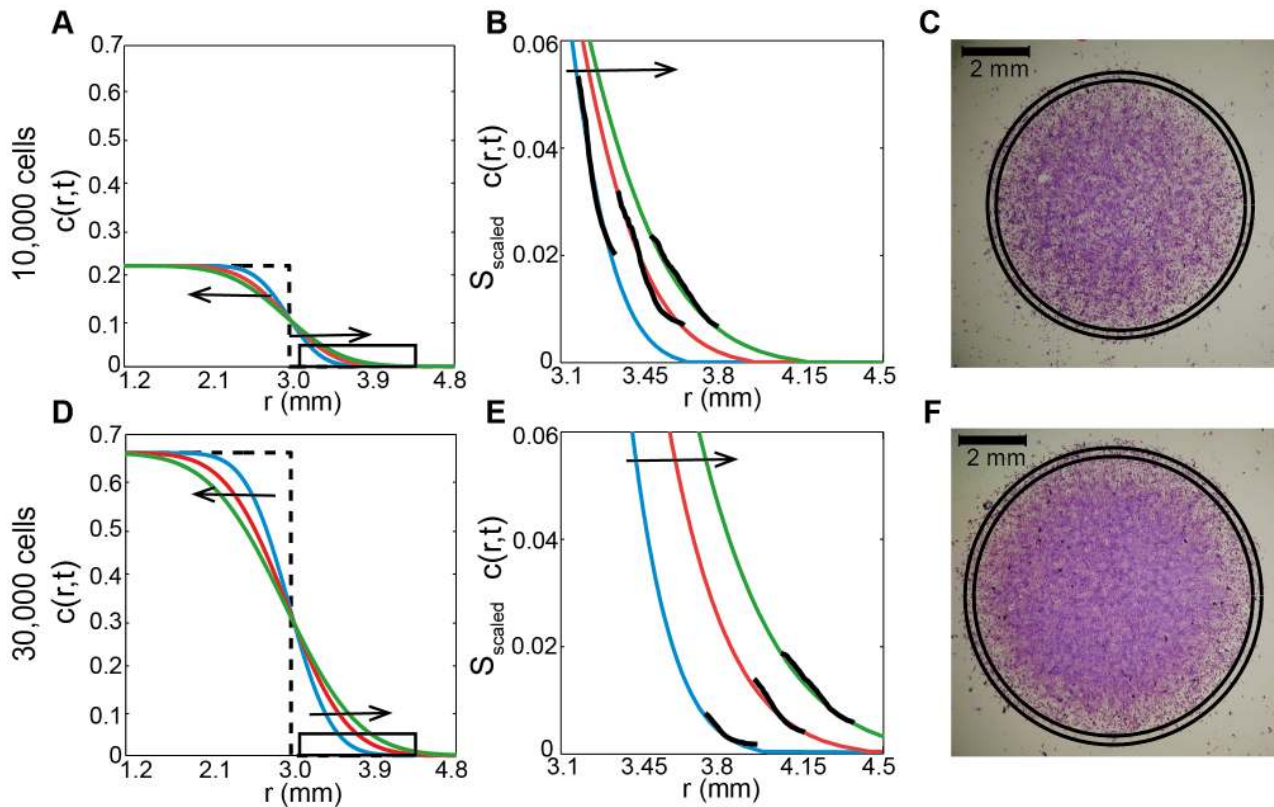 A
B
C
10,000 cells
c(r,t)
0.7
0.6
0.5
0.4
0.3
0.2
0.1
0
1.2 2.1 3.0 3.9 4.8
r (mm)
S scaled c(r,t)
0.06
0.04
0.02
0
3.1 3.45 3.8 4.15 4.5
r (mm)
2 mm
D
E
F
30,000 cells
c(r,t)
0.7
0.6
0.5
0.4
0.3
0.2
0.1
0
1.2 2.1 3.0 3.9 4.8
r (mm)
S scaled c(r,t)
0.06
0.04
0.02
0
3.1 3.45 3.8 4.15 4.5
r (mm)
2 mm